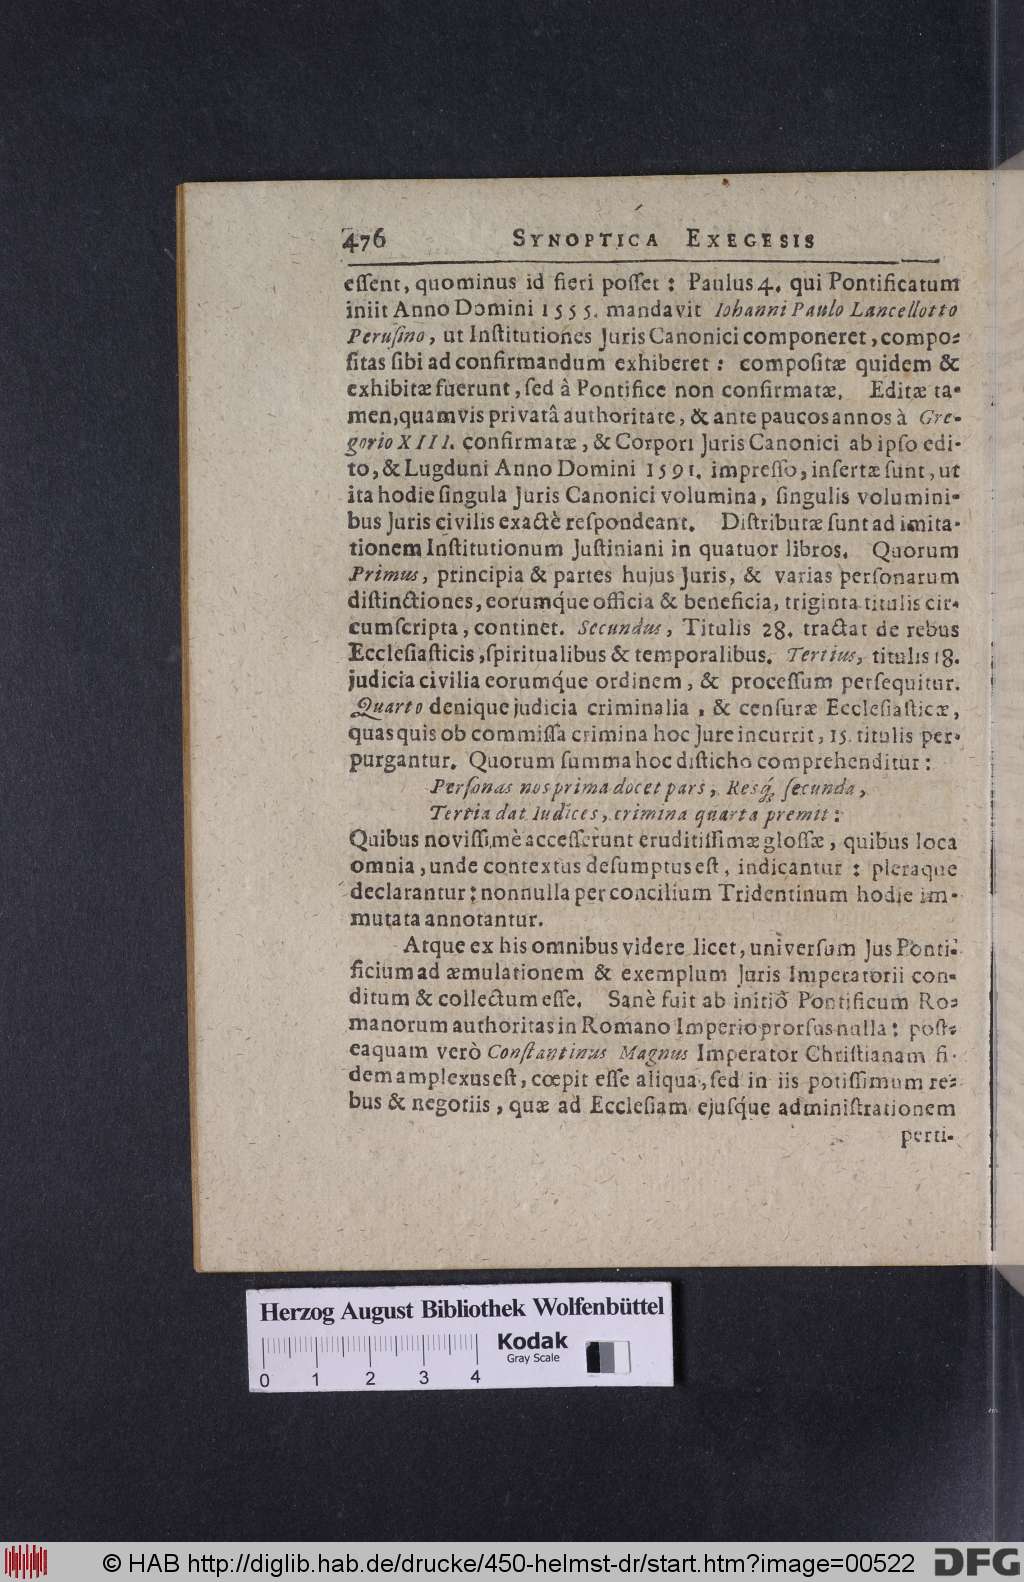 476 SYNOPTICA EXEGESIS
eſſent, quominus id fieri poſſet : Paulus 4. qui Pontificatum
iniit Anno Domini 1555. mandavit Iohanni Paulo Lancellotto
Peruſino, ut Inſtitutiones Juris Canonici componeret, compo-
ſitas ſibi ad confirmandum exhiberet : compoſitæ quidem &
exhibitæ fuerunt, ſed â Pontifice non confirmatæ. Editæ ta-
men, quamvis privatâ authoritate, & ante paucos annos à Gre-
gorio XIII. confirmatæ, & Corpori Juris Canonici ab ipſo edi-
to, & Lugduni Anno Domini 1591. impreſſo, inſertæ ſunt, ut
ita hodie ſingula Juris Canonici volumina, ſingulis volumini-
bus Juris civilis exactè reſpondeant. Diſtributæ ſunt ad imita-
tionem Inſtitutionum Juſtiniani in quatuor libros. Quorum
Primus, principia & partes hujus Juris, & varias perſonarum
diſtinctiones, eorumq́ue officia & beneficia, triginta titulis cir-
cumſcripta, continet. Secundus, Titulis 28. tractat de rebus
Eccleſiaſticis, ſpiritualibus & temporalibus. Tertius, titulis 18.
judicia civilia eorumq́ue ordinem, & proceſſum perſequitur.
Quarto denique judicia criminalia, & cenſuræ Eccleſiaſticæ,
quas quis ob commiſſa crimina hoc Jure incurrit, 15. titulis per-
purgantur. Quorum ſumma hoc diſticho comprehenditur :
Perſonas nos prima docet pars, Resq́; ſecunda,
Tertia dat Iudices, crimina quarta premit :
Quibus noviſſimè acceſſerunt eruditiſſimæ gloſſæ, quibus loca
omnia, unde contextus deſumptus eſt, indicantur : pleraque
declarantur : nonnulla per concilium Tridentinum hodie im-
mutata annotantur.
Atque ex his omnibus videre licet, univerſum Jus Ponti-
ficium ad æmulationem & exemplum Juris Imperatorii con-
ditum & collectum eſſe. Sanè fuit ab initiô Pontificum Ro-
manorum authoritas in Romano Imperio prorſus nulla : poſt-
eaquam verò Conſtantinus Magnus Imperator Chriſtianam fi-
dem amplexus eſt, cœpit eſſe aliqua, ſed in iis potiſſimum re-
bus & negotiis, quæ ad Eccleſiam ejuſq́ue adminiſtrationem
perti-
Herzog August Bibliothek Wolfenbüttel
0 1 2 3 4
Kodak
Gray Scale
© HAB http://diglib.hab.de/drucke/450-helmst-dr/start.htm?image=00522
DFG